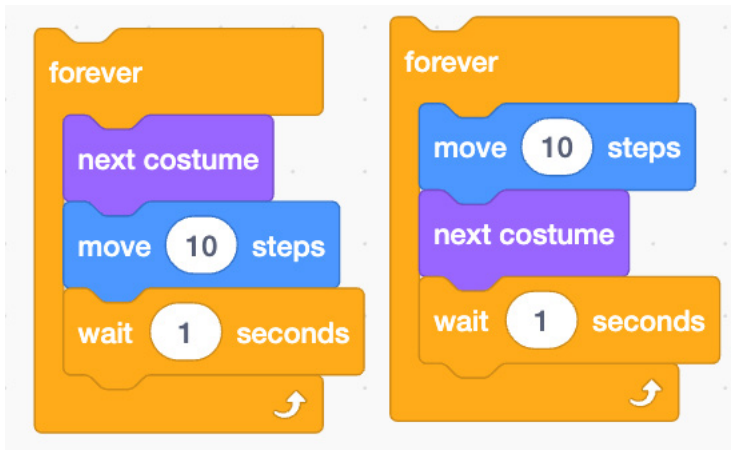 forever
next costume
move 10 steps
wait 1 seconds
forever
move 10 steps
next costume
wait 1 seconds